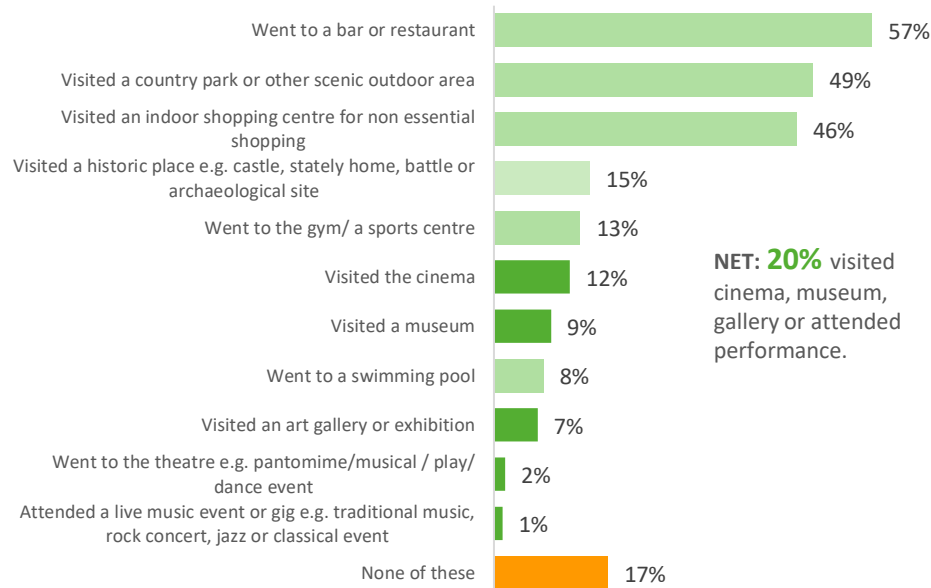 Went to a bar or restaurant
57%
Visited a country park or other scenic outdoor area
49%
Visited an indoor shopping centre for non essential
shopping
46%
Visited a historic place e.g. castle, stately home, battle or
archaeological site
15%
Went to the gym/ a sports centre
13%
Visited the cinema
12%
Visited a museum
9%
Went to a swimming pool
8%
Visited an art gallery or exhibition
7%
Went to the theatre e.g. pantomime/musical / play/
dance event
2%
Attended a live music event or gig e.g. traditional music,
rock concert, jazz or classical event
1%
None of these
17%
NET: 20% visited
cinema, museum,
gallery or attended
performance.